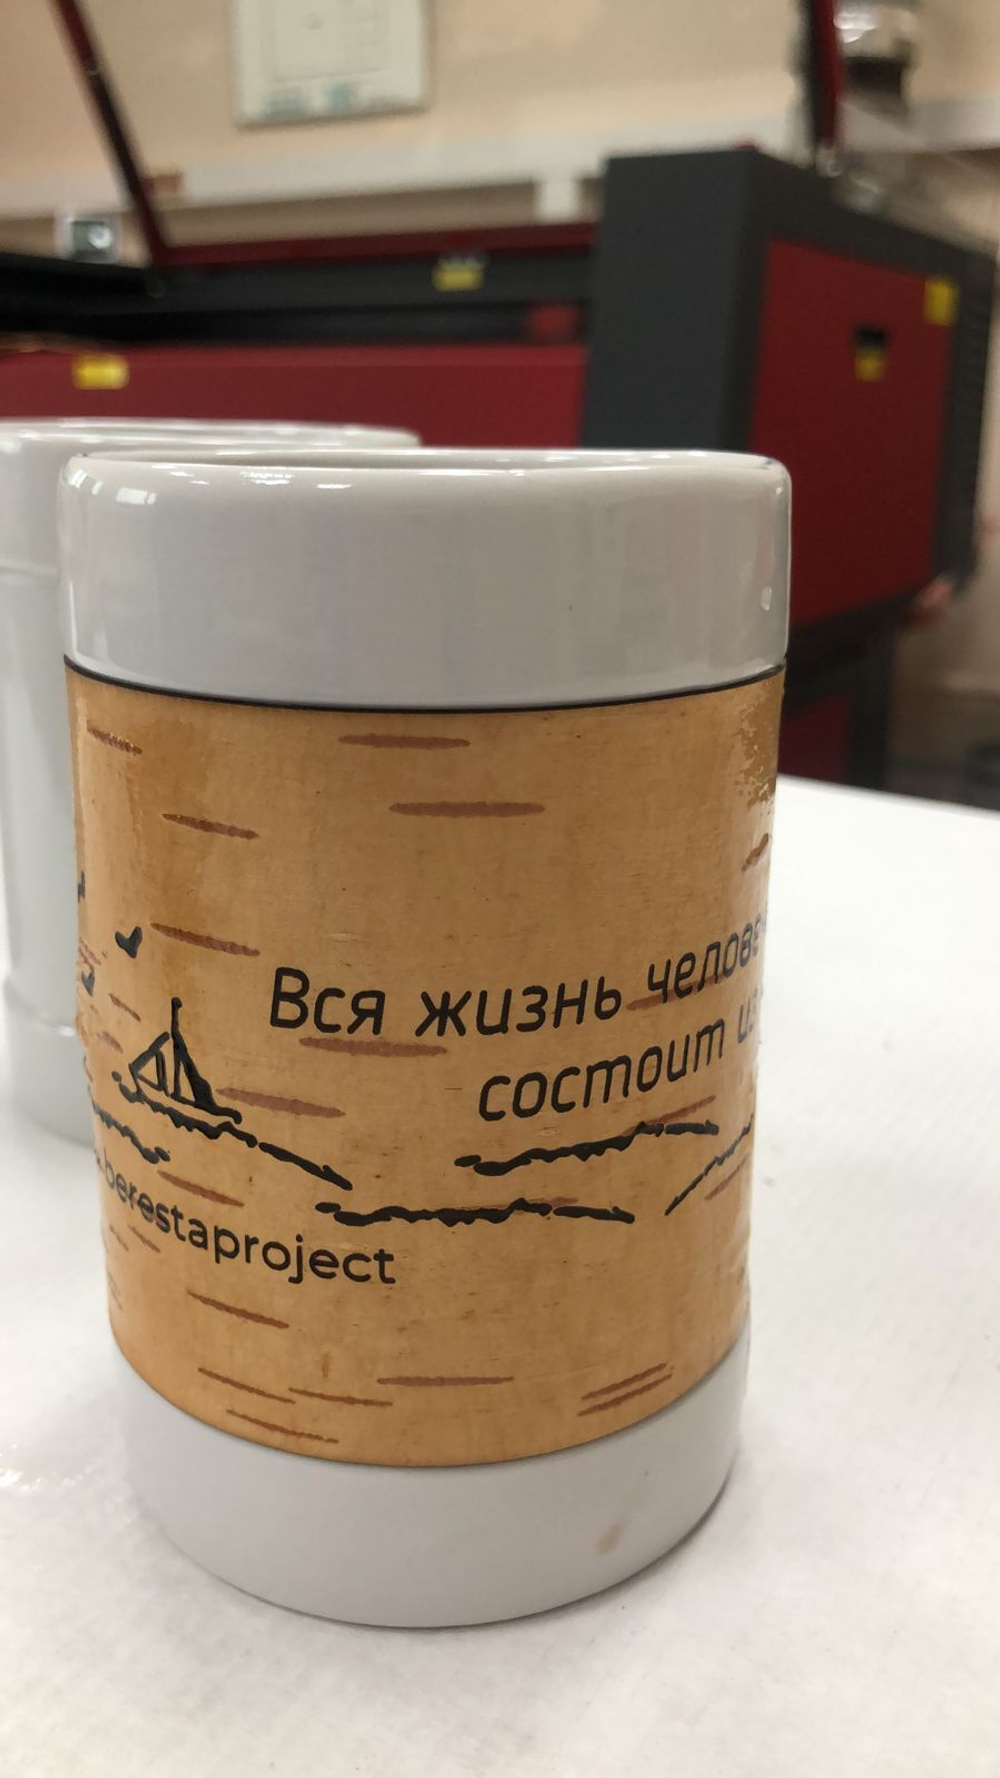 Вся жизнь
состоит
berestaproject